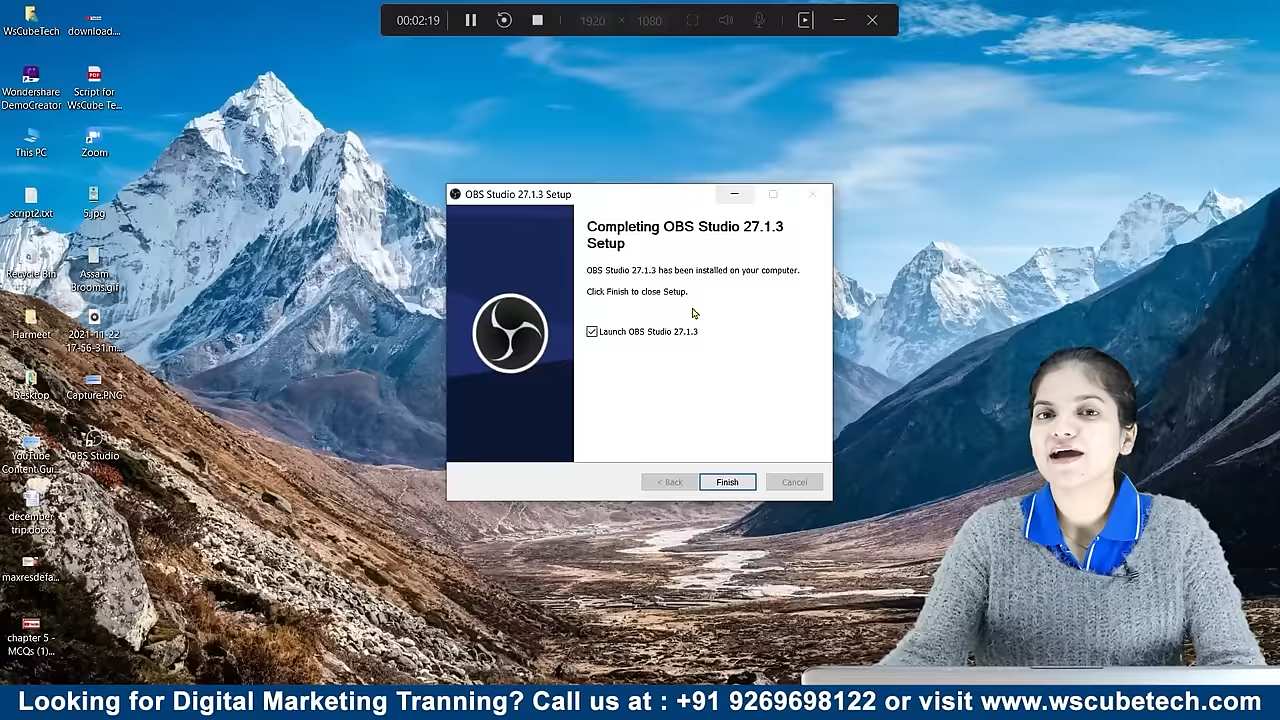 00:02:19
1920 × 1080
WsCubeTech
download....
Wondershare
DemoCreator
Script for
WsCube Te...
This PC
Zoom
script2.txt
5.jpg
Recycle Bin
Assam
Brooms.gif
Harmeet
2021-11-22
17-56-31.m...
Desktop
Capture.PNG
YouTube
Content Gui...
OBS Studio
december
trip.docx
maxresdefa...
chapter 5 -
MCQs (1)...
PDF
OBS Studio 27.1.3 Setup
Completing OBS Studio 27.1.3
Setup
OBS Studio 27.1.3 has been installed on your computer.
Click Finish to close Setup.
Launch OBS Studio 27.1.3
< Back
Finish
Cancel
Looking for Digital Marketing Tranning? Call us at : +91 9269698122 or visit www.wscubetech.com